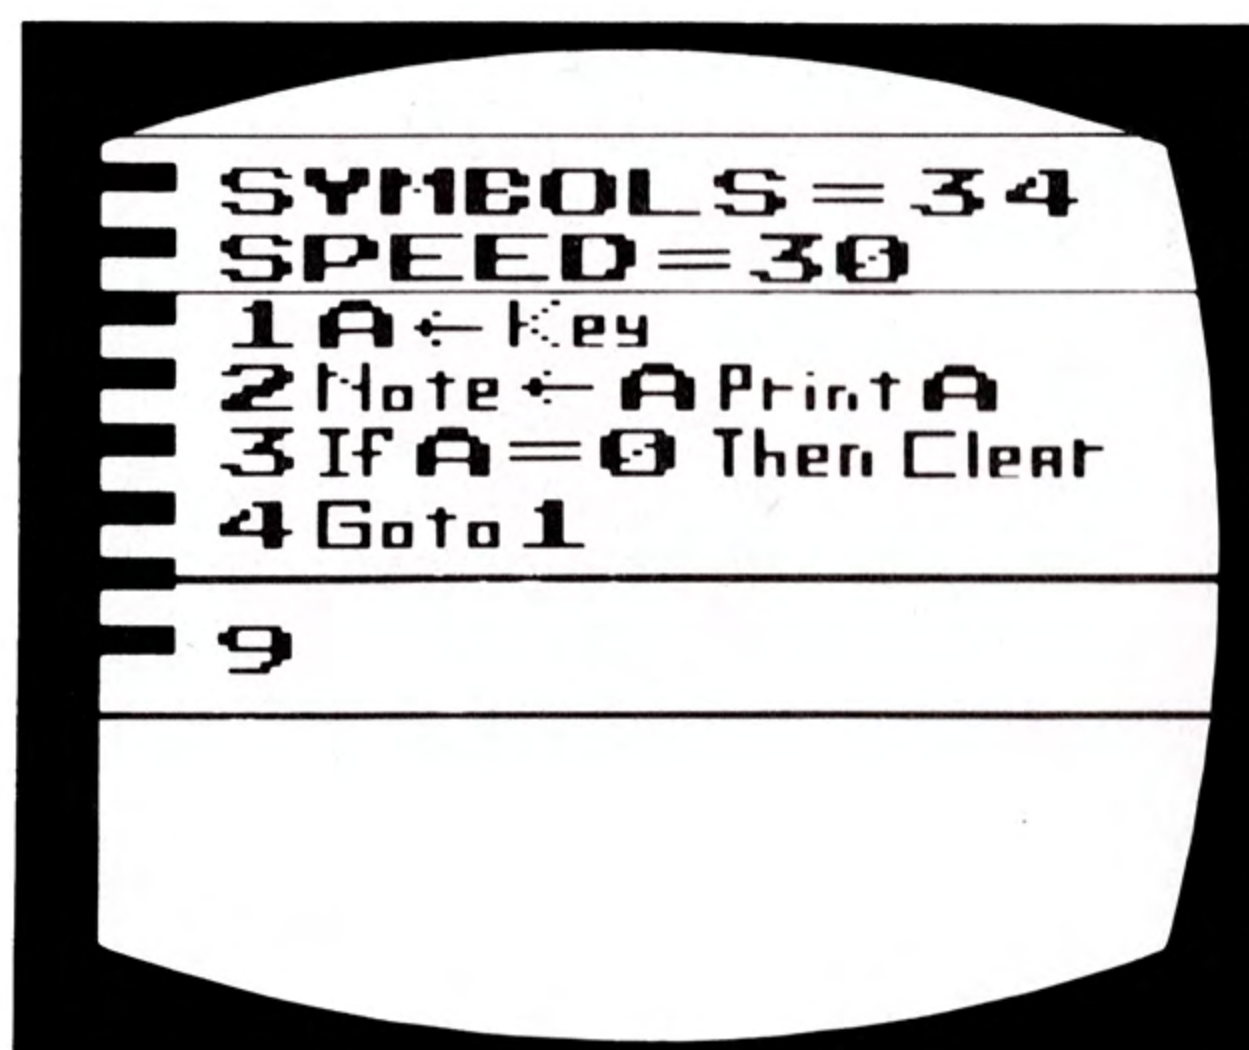 SYMBOLS=34
SPEED=30
1 A ← Key
2 Note ← A Print A
3 If A=0 Then Clear
4 Goto 1
9